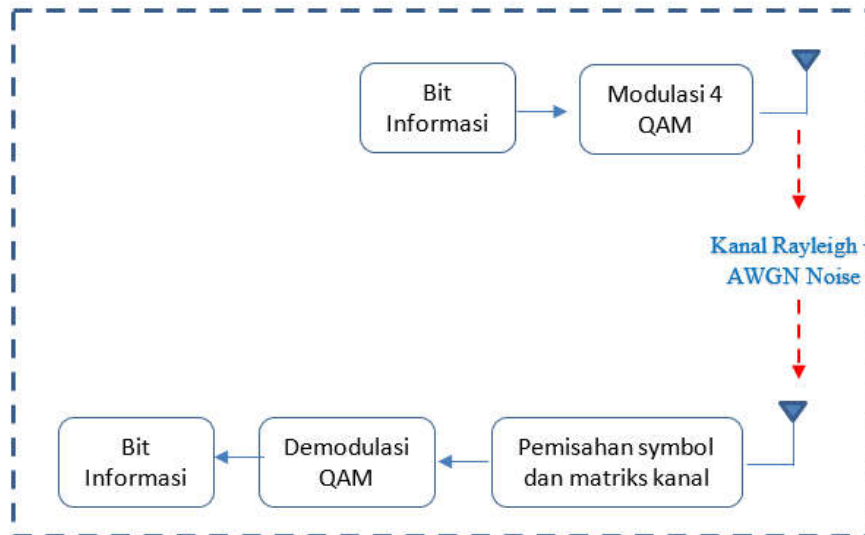 Bit
Informasi
Modulasi 4
QAM
Kanal Rayleigh
AWGN Noise
Bit
Informasi
Demodulasi
QAM
Pemisahan symbol
dan matriks kanal